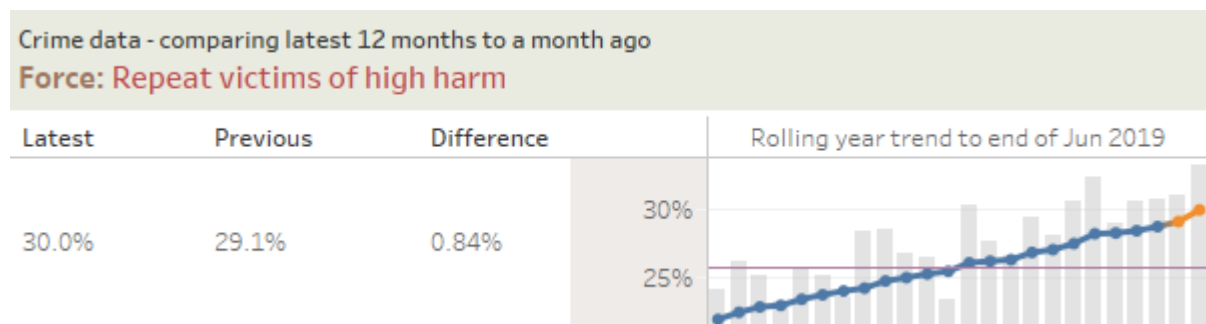 Crime data - comparing latest 12 months to a month ago
Force: Repeat victims of high harm
Latest Previous Difference Rolling year trend to end of Jun 2019
30%
30.0% 29.1% 0.84%
25%